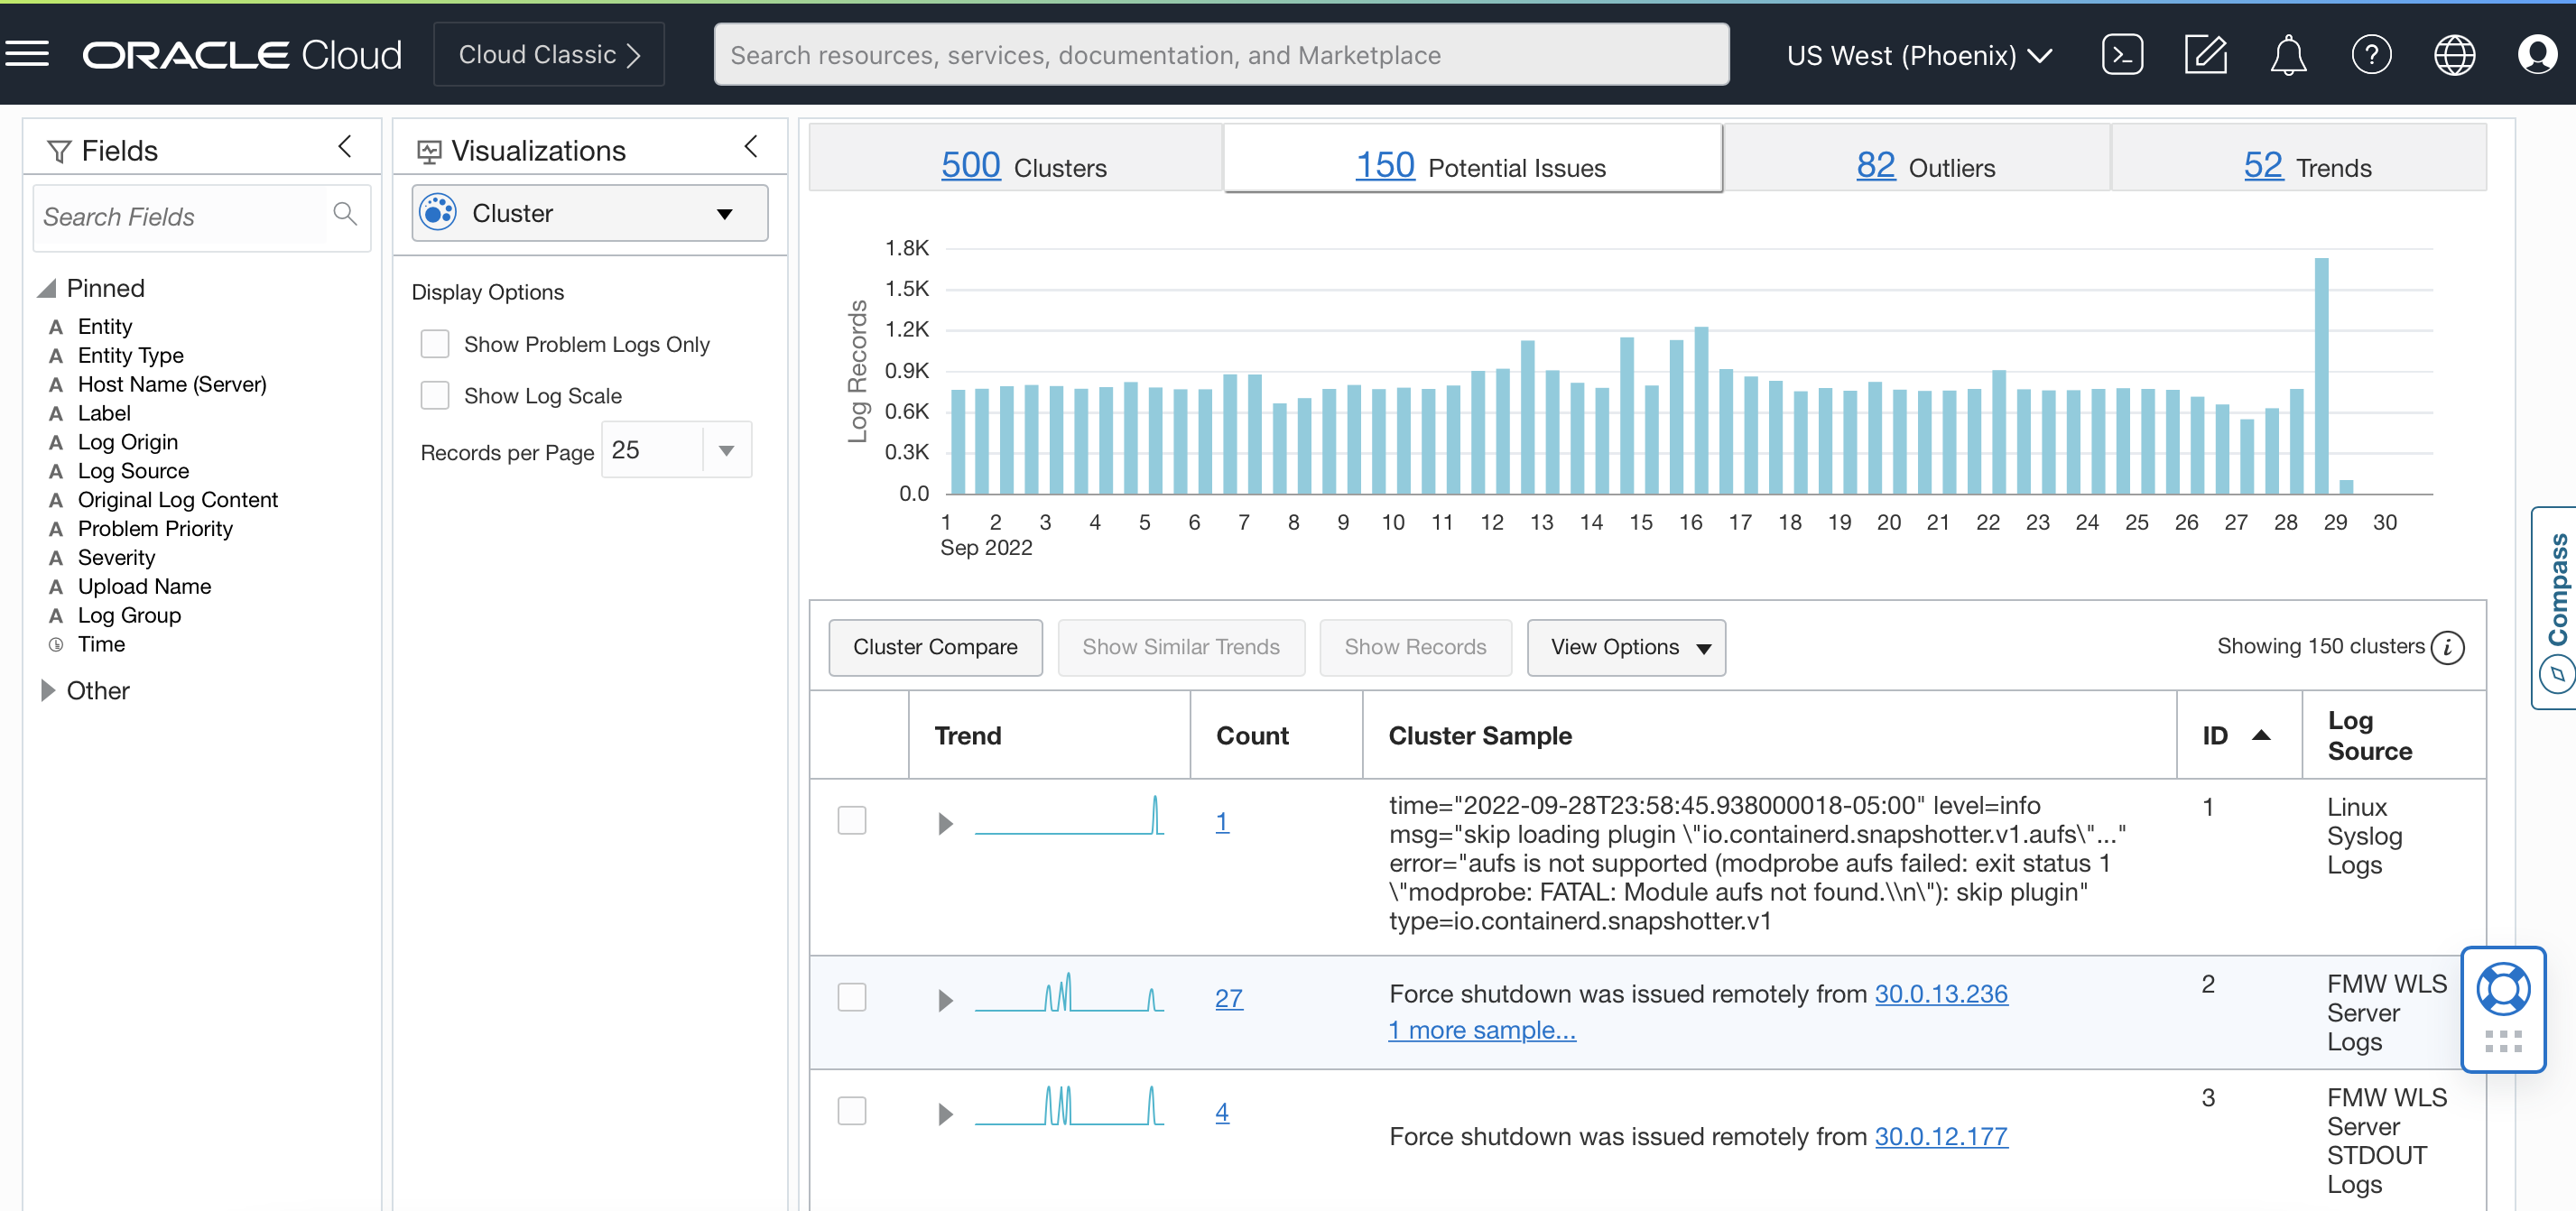 ORACLE Cloud
Cloud Classic
Search resources, services, documentation, and Marketplace
US West (Phoenix)
Fields
Search Fields
Pinned
A Entity
A Entity Type
A Host Name (Server)
A Label
A Log Origin
A Log Source
A Original Log Content
A Problem Priority
A Severity
A Upload Name
A Log Group
Time
Other
Visualizations
Cluster
Display Options
Show Problem Logs Only
Show Log Scale
Records per Page 25
500 Clusters
150 Potential Issues
82 Outliers
52 Trends
Log Records
1.8K
1.5K
1.2K
0.9K
0.6K
0.3K
0.0
1 2 3 4 5 6 7 8 9 10 11 12 13 14 15 16 17 18 19 20 21 22 23 24 25 26 27 28 29 30
Sep 2022
Cluster Compare
Show Similar Trends
Show Records
View Options
Showing 150 clusters
Trend
Count
Cluster Sample
ID
Log
Source
1
time="2022-09-28T23:58:45.938000018-05:00" level=info
msg="skip loading plugin \"io.containerd.snapshotter.v1.aufs\"..."
error="aufs is not supported (modprobe aufs failed: exit status 1
\"modprobe: FATAL: Module aufs not found.\\n\"): skip plugin"
type=io.containerd.snapshotter.v1
1
Linux
Syslog
Logs
27
Force shutdown was issued remotely from 30.0.13.236
1 more sample...
2
FMW WLS
Server
Logs
4
Force shutdown was issued remotely from 30.0.12.177
3
FMW WLS
Server
STDOUT
Logs
Compass